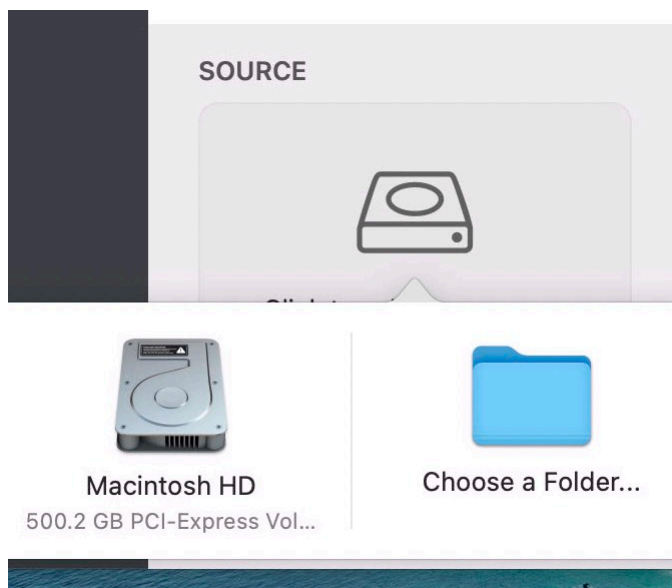 SOURCE
Macintosh HD
Choose a Folder...
500.2 GB PCI-Express Vol...